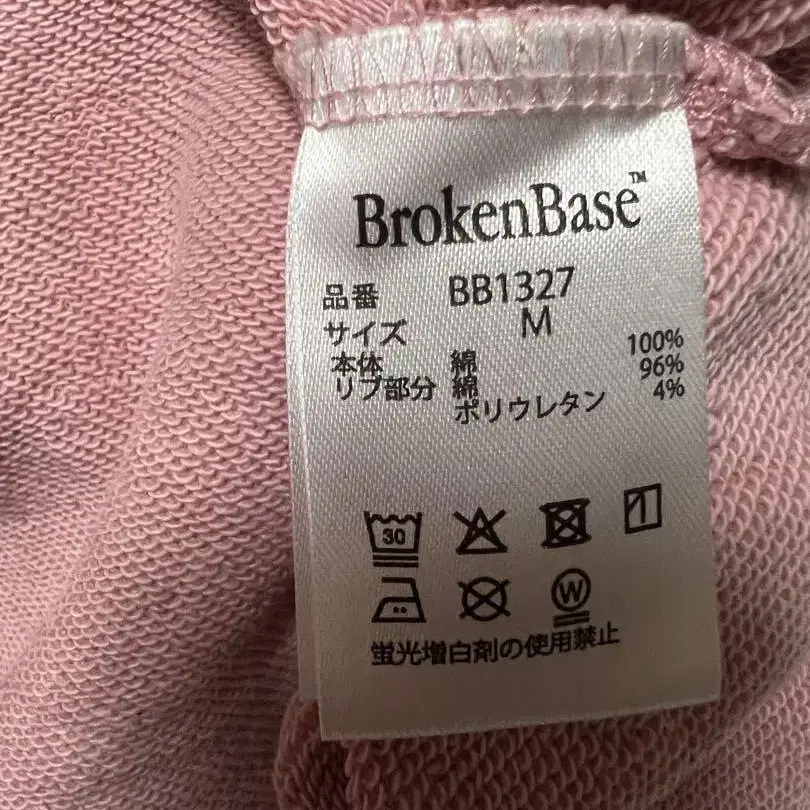 BrokenBase™
品番 BB1327
サイズ M
本体 綿 100%
リブ部分 綿 96%
ポリウレタン 4%
30
W
蛍光増白剤の使用禁止